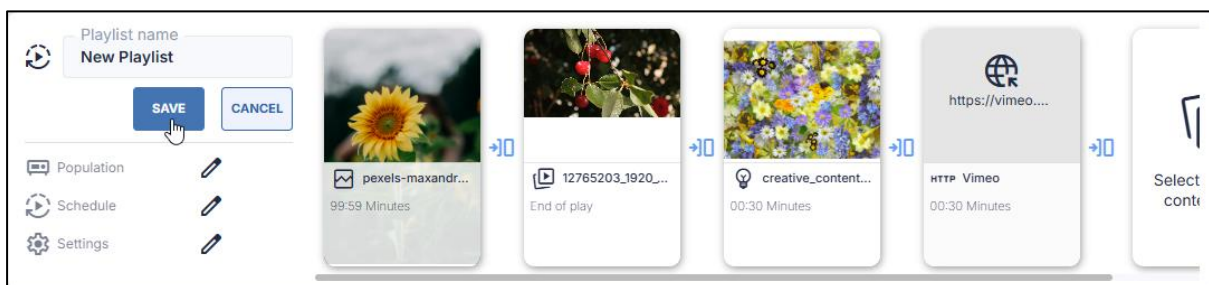 Playlist name
New Playlist
SAVE
CANCEL
Population
Schedule
Settings
pexels-maxandr...
99:59 Minutes
12765203_1920_...
End of play
creative_content...
00:30 Minutes
https://vimeo....
HTTP Vimeo
00:30 Minutes
Select
conte